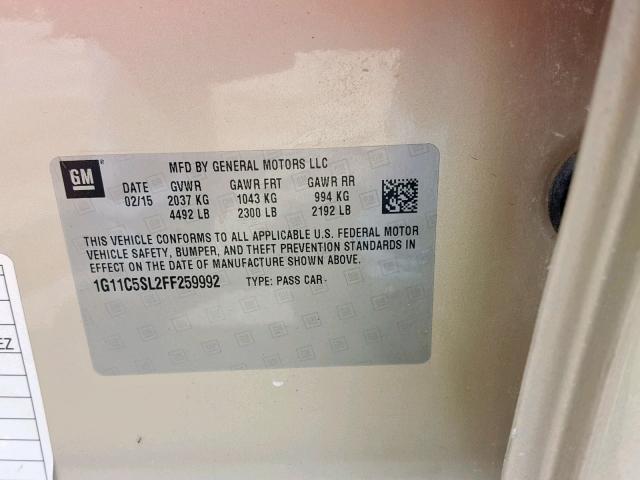 GM
MFD BY GENERAL MOTORS LLC
DATE GVWR GAWR FRT GAWR RR
02/15 2037 KG 1043 KG 994 KG
4492 LB 2300 LB 2192 LB
THIS VEHICLE CONFORMS TO ALL APPLICABLE U.S. FEDERAL MOTOR
VEHICLE SAFETY, BUMPER, AND THEFT PREVENTION STANDARDS IN
EFFECT ON THE DATE OF MANUFACTURE SHOWN ABOVE.
1G11C5SL2FF259992 TYPE: PASS CAR
EZ